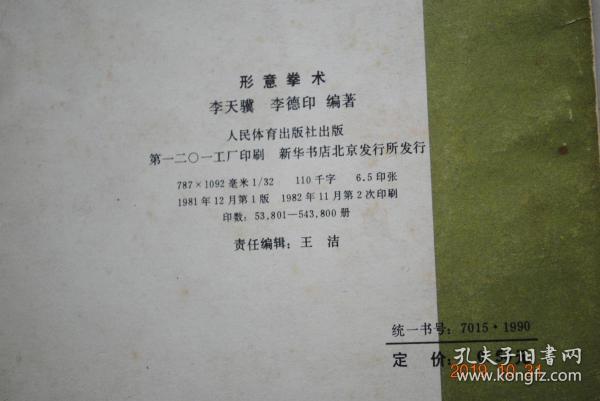 形意拳术
李天骥 李德印 编著
人民体育出版社出版
第一二〇一工厂印刷 新华书店北京发行所发行
787×1092毫米1/32 110千字 6.5印张
1981年12月第1版 1982年11月第2次印刷
印数：53,801—543,800册
责任编辑：王洁
统一书号：7015·1990
定价：
孔夫子旧书网
www.kongfz.com
2019.10.21